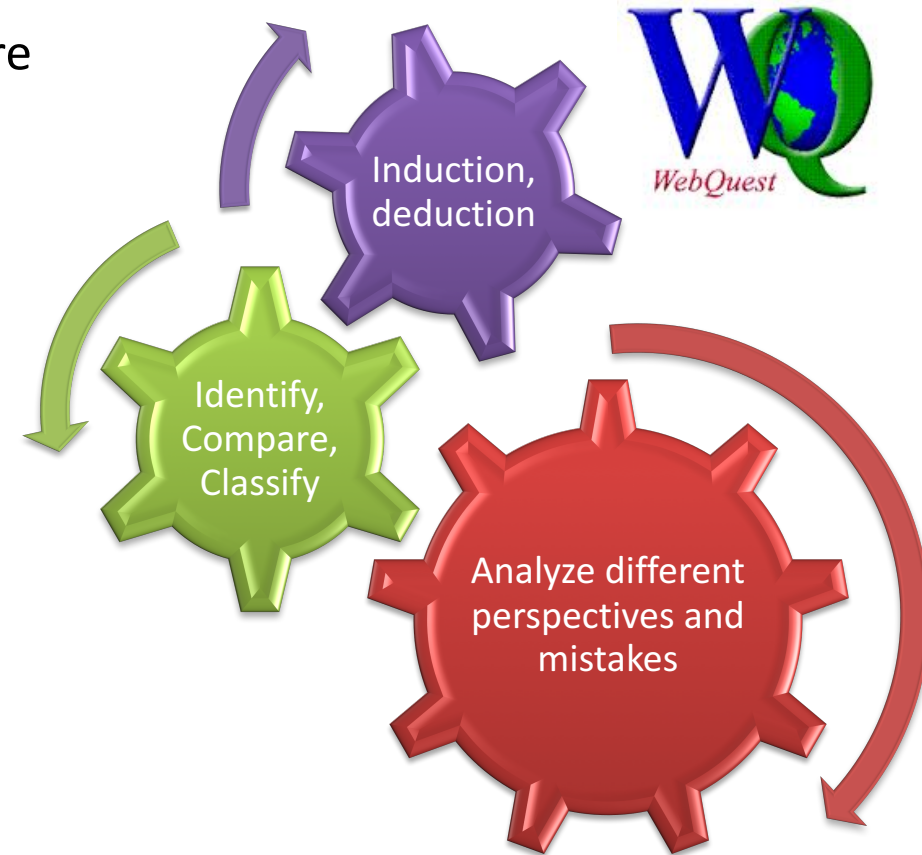 re
WQ
WebQuest
Induction,
deduction
Identify,
Compare,
Classify
Analyze different
perspectives and
mistakes